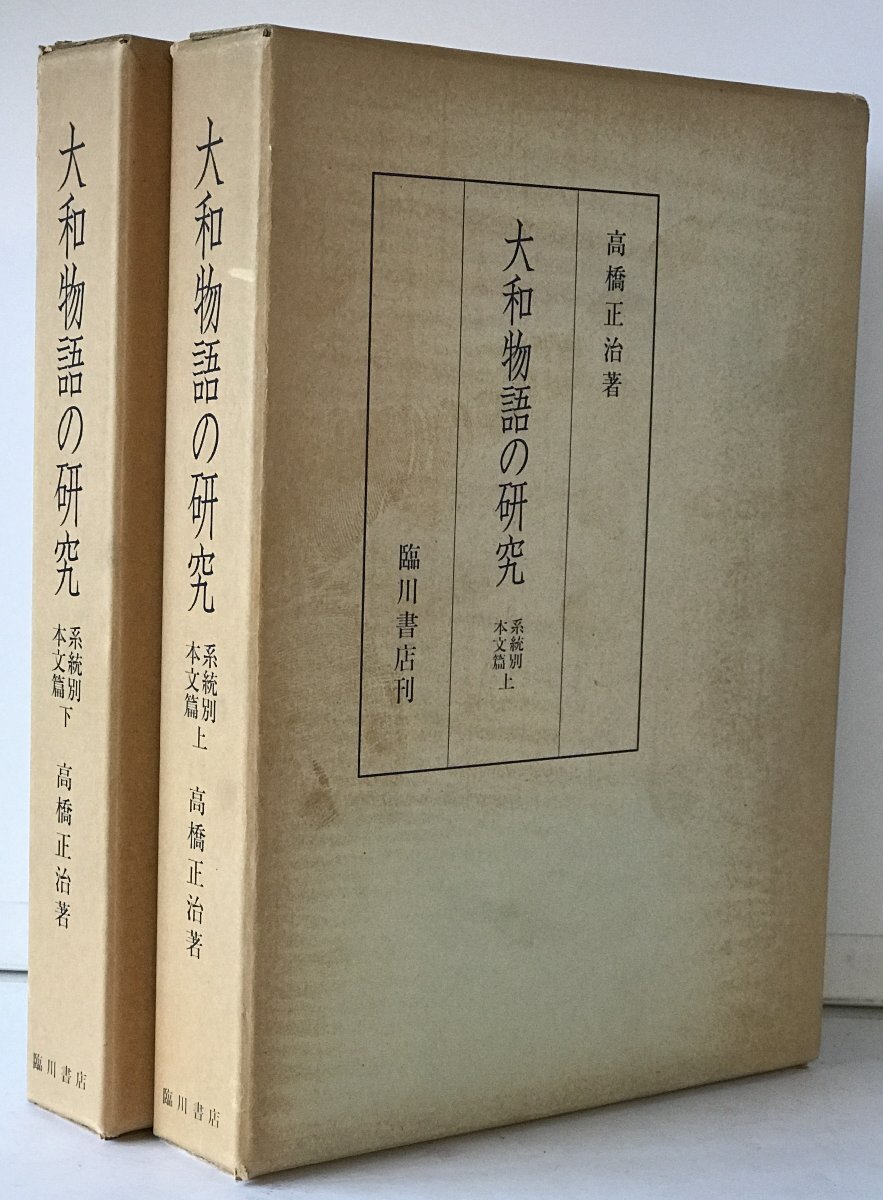 高橋正治著
大和物語の研究
系統別
本文篇
上
臨川書店刊
大和物語の研究
系統別
本文篇
上
高橋正治著
臨川書店
大和物語の研究
系統別
本文篇
下
高橋正治著
臨川書店